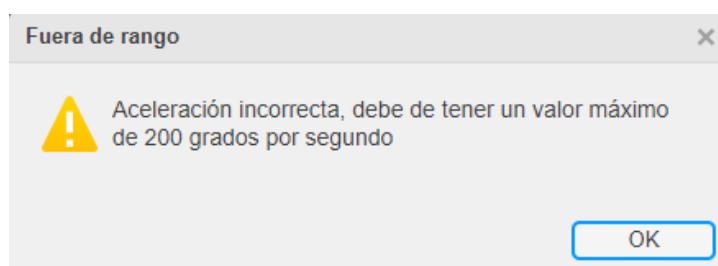 Fuera de rango
Aceleración incorrecta, debe de tener un valor máximo
de 200 grados por segundo
OK